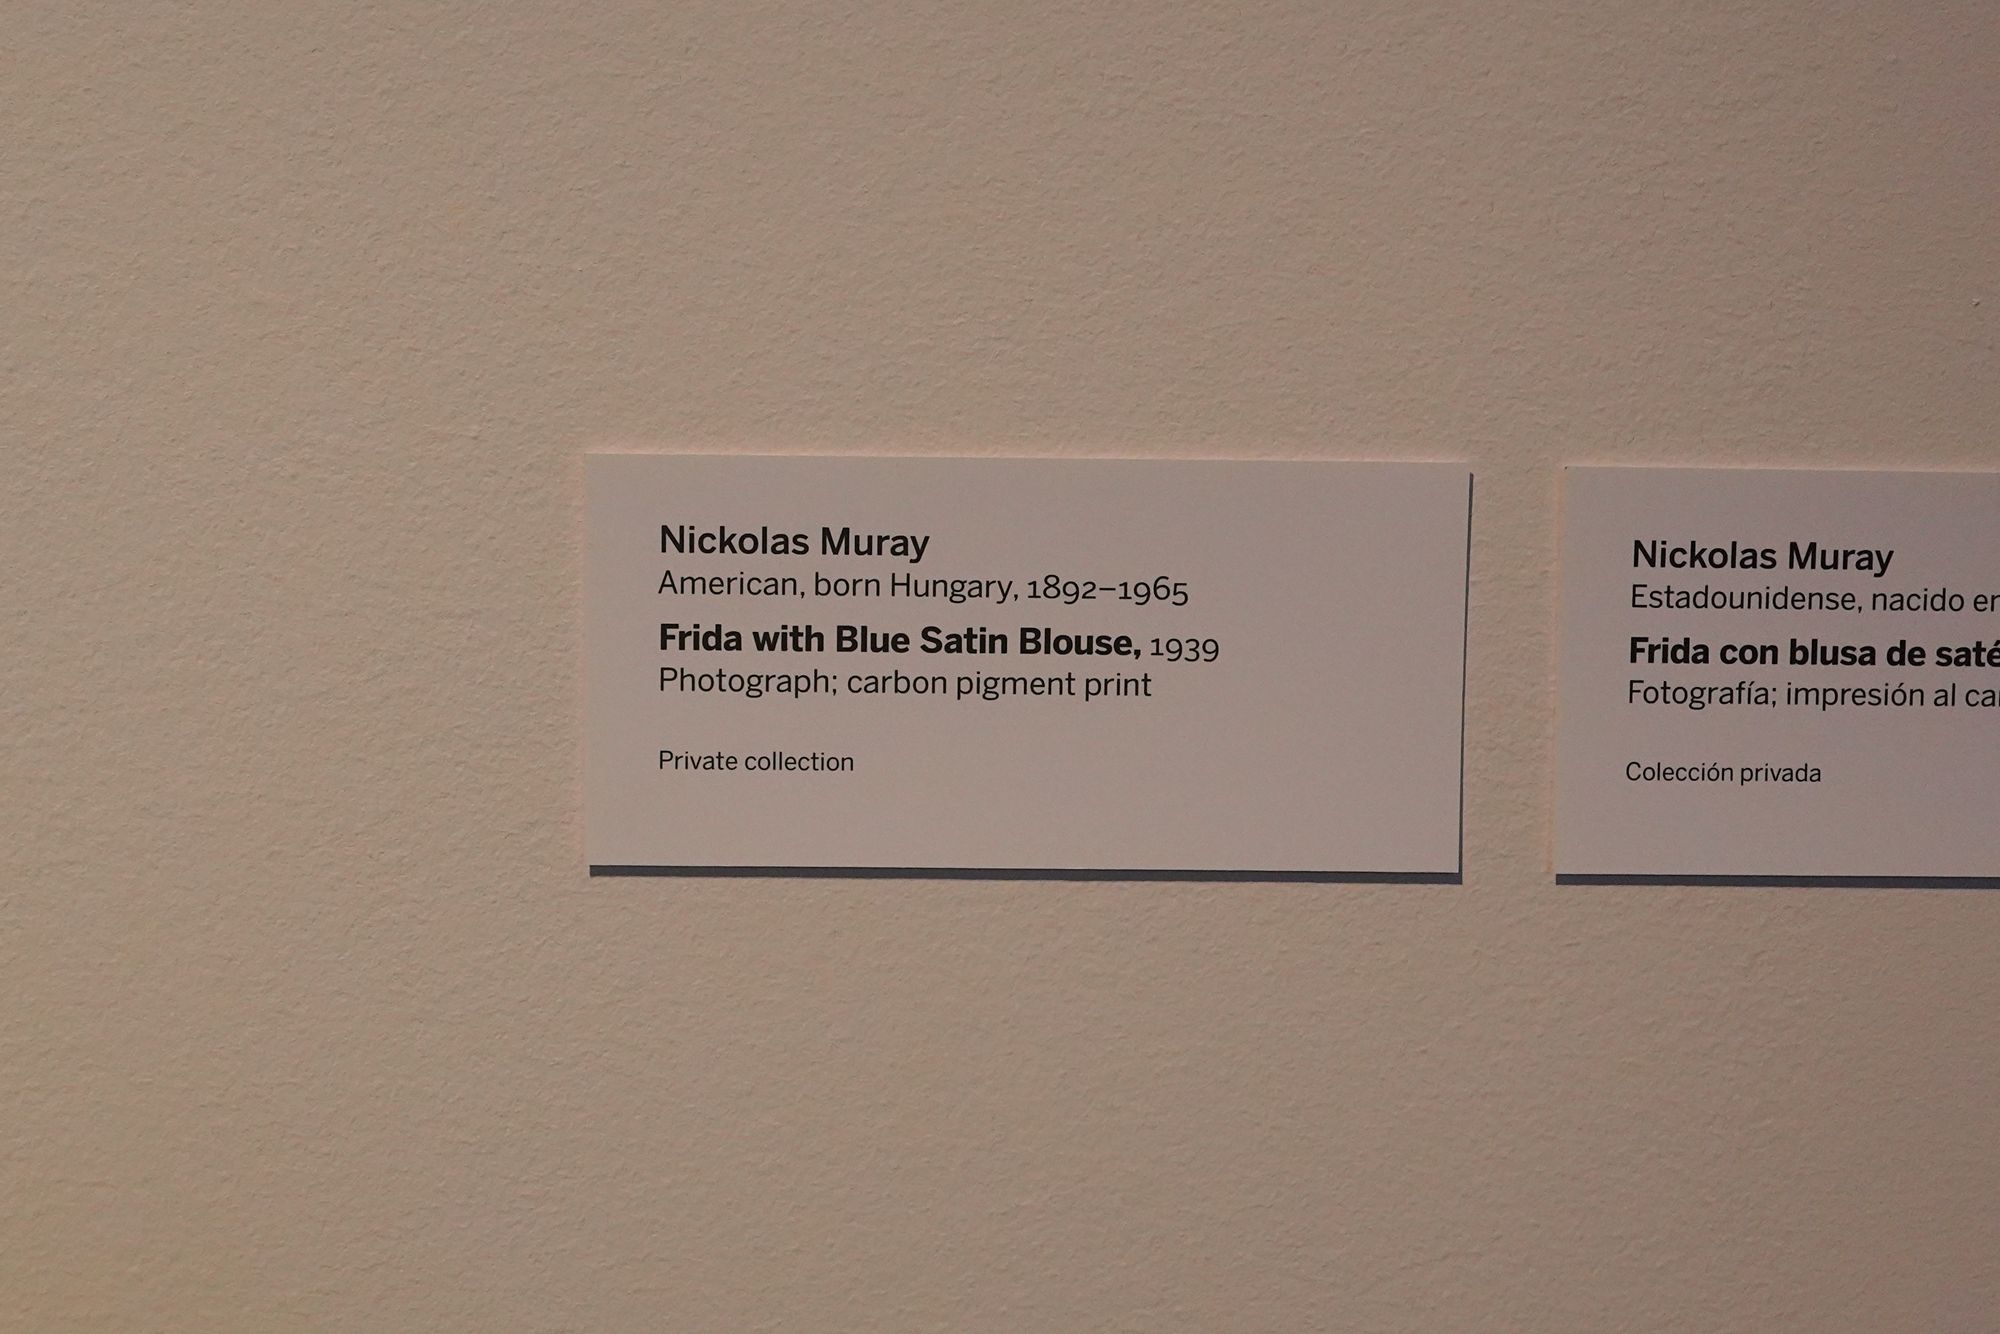 Nickolas Muray
American, born Hungary, 1892–1965
Frida with Blue Satin Blouse, 1939
Photograph; carbon pigment print
Private collection
Nickolas Muray
Estadounidense, nacido
Frida con blusa de
Fotografía; impresión al
Colección privada